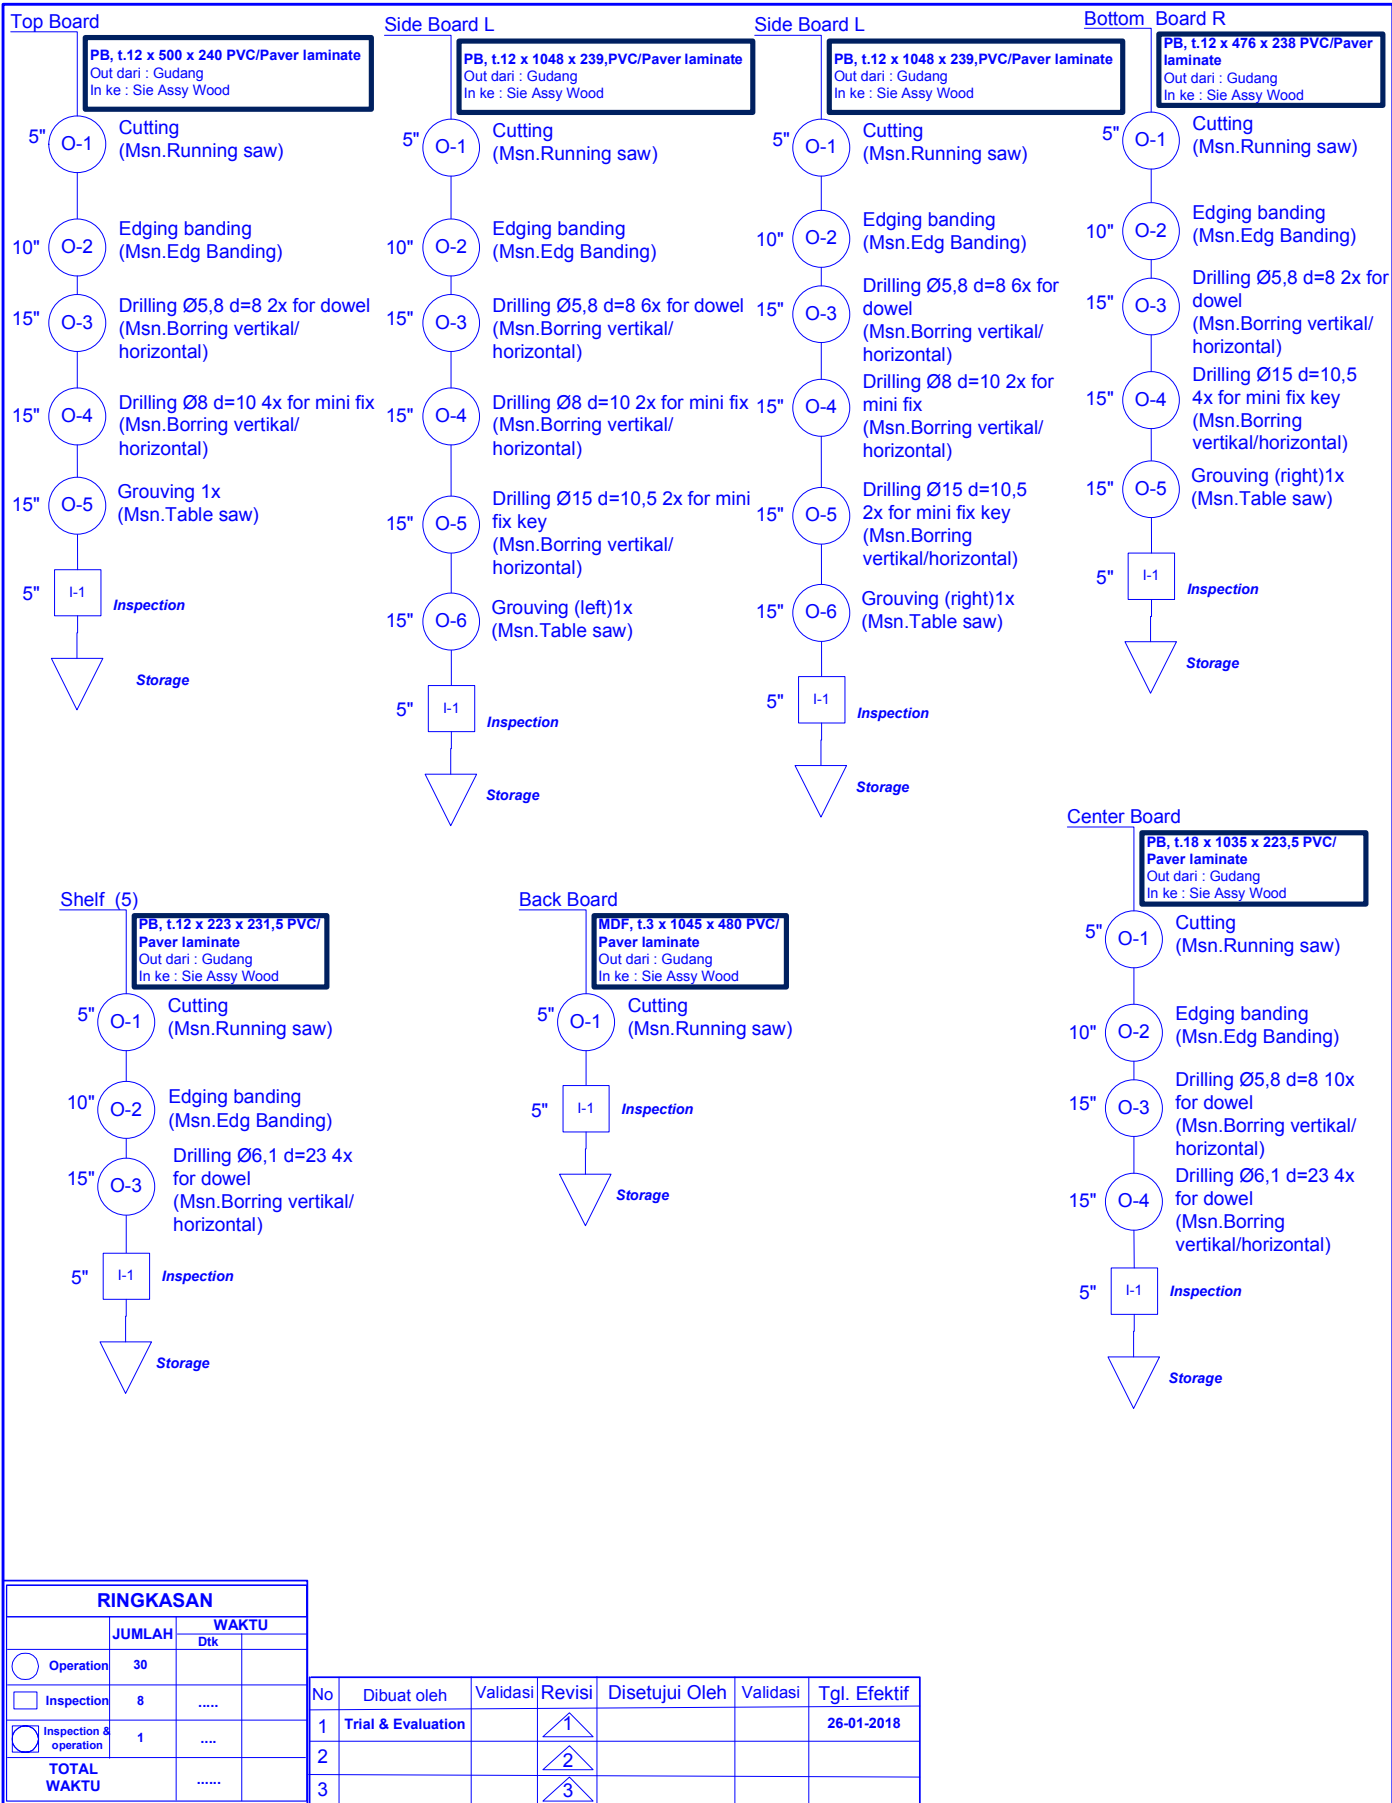 Top Board
PB, t.12 x 500 x 240 PVC/Paver laminate
Out dari : Gudang
In ke : Sie Assy Wood
5"
O-1
Cutting
(Msn.Running saw)
10"
O-2
Edging banding
(Msn.Edg Banding)
15"
O-3
Drilling Ø5,8 d=8 2x for dowel
(Msn.Borring vertikal/
horizontal)
15"
O-4
Drilling Ø8 d=10 4x for mini fix
(Msn.Borring vertikal/
horizontal)
15"
O-5
Grouving 1x
(Msn.Table saw)
5"
I-1
Inspection
Storage
Side Board L
PB, t.12 x 1048 x 239,PVC/Paver laminate
Out dari : Gudang
In ke : Sie Assy Wood
5"
O-1
Cutting
(Msn.Running saw)
10"
O-2
Edging banding
(Msn.Edg Banding)
15"
O-3
Drilling Ø5,8 d=8 6x for dowel
(Msn.Borring vertikal/
horizontal)
15"
O-4
Drilling Ø8 d=10 2x for mini fix
(Msn.Borring vertikal/
horizontal)
15"
O-5
Drilling Ø15 d=10,5 2x for mini
fix key
(Msn.Borring vertikal/
horizontal)
15"
O-6
Grouving (left)1x
(Msn.Table saw)
5"
I-1
Inspection
Storage
Side Board L
PB, t.12 x 1048 x 239,PVC/Paver laminate
Out dari : Gudang
In ke : Sie Assy Wood
5"
O-1
Cutting
(Msn.Running saw)
10"
O-2
Edging banding
(Msn.Edg Banding)
15"
O-3
Drilling Ø5,8 d=8 6x for
dowel
(Msn.Borring vertikal/
horizontal)
15"
O-4
Drilling Ø8 d=10 2x for
mini fix
(Msn.Borring vertikal/
horizontal)
15"
O-5
Drilling Ø15 d=10,5
2x for mini fix key
(Msn.Borring
vertikal/horizontal)
15"
O-6
Grouving (right)1x
(Msn.Table saw)
5"
I-1
Inspection
Storage
Bottom Board R
PB, t.12 x 476 x 238 PVC/Paver
laminate
Out dari : Gudang
In ke : Sie Assy Wood
5"
O-1
Cutting
(Msn.Running saw)
10"
O-2
Edging banding
(Msn.Edg Banding)
15"
O-3
Drilling Ø5,8 d=8 2x for
dowel
(Msn.Borring vertikal/
horizontal)
15"
O-4
Drilling Ø15 d=10,5
4x for mini fix key
(Msn.Borring
vertikal/horizontal)
15"
O-5
Grouving (right)1x
(Msn.Table saw)
5"
I-1
Inspection
Storage
Shelf (5)
PB, t.12 x 223 x 231,5 PVC/
Paver laminate
Out dari : Gudang
In ke : Sie Assy Wood
5"
O-1
Cutting
(Msn.Running saw)
10"
O-2
Edging banding
(Msn.Edg Banding)
15"
O-3
Drilling Ø6,1 d=23 4x
for dowel
(Msn.Borring vertikal/
horizontal)
5"
I-1
Inspection
Storage
Back Board
MDF, t.3 x 1045 x 480 PVC/
Paver laminate
Out dari : Gudang
In ke : Sie Assy Wood
5"
O-1
Cutting
(Msn.Running saw)
5"
I-1
Inspection
Storage
Center Board
PB, t.18 x 1035 x 223,5 PVC/
Paver laminate
Out dari : Gudang
In ke : Sie Assy Wood
5"
O-1
Cutting
(Msn.Running saw)
10"
O-2
Edging banding
(Msn.Edg Banding)
15"
O-3
Drilling Ø5,8 d=8 10x
for dowel
(Msn.Borring vertikal/
horizontal)
15"
O-4
Drilling Ø6,1 d=23 4x
for dowel
(Msn.Borring
vertikal/horizontal)
5"
I-1
Inspection
Storage
RINGKASAN
JUMLAH WAKTU
Dtk
Operation 30
Inspection 8 .....
Inspection &
operation 1 ....
TOTAL
WAKTU ......
No Dibuat oleh Validasi Revisi Disetujui Oleh Validasi Tgl. Efektif
1 Trial & Evaluation 1 26-01-2018
2 2
3 3